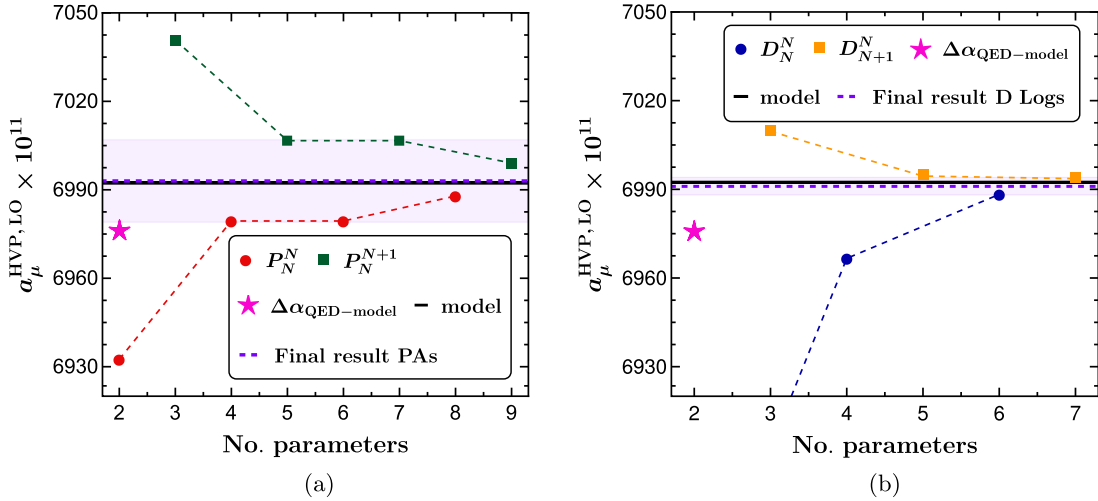 7050
7020
6990
6960
6930
a_μ^{HVP, LO} × 10^{11}
P_N^N P_N^{N+1}
Δα_{QED−model} model
Final result PAs
2 3 4 5 6 7 8 9
No. parameters
(a)
7050
7020
6990
6960
6930
a_μ^{HVP, LO} × 10^{11}
D_N^N D_{N+1}^N Δα_{QED−model}
model Final result D Logs
2 3 4 5 6 7
No. parameters
(b)